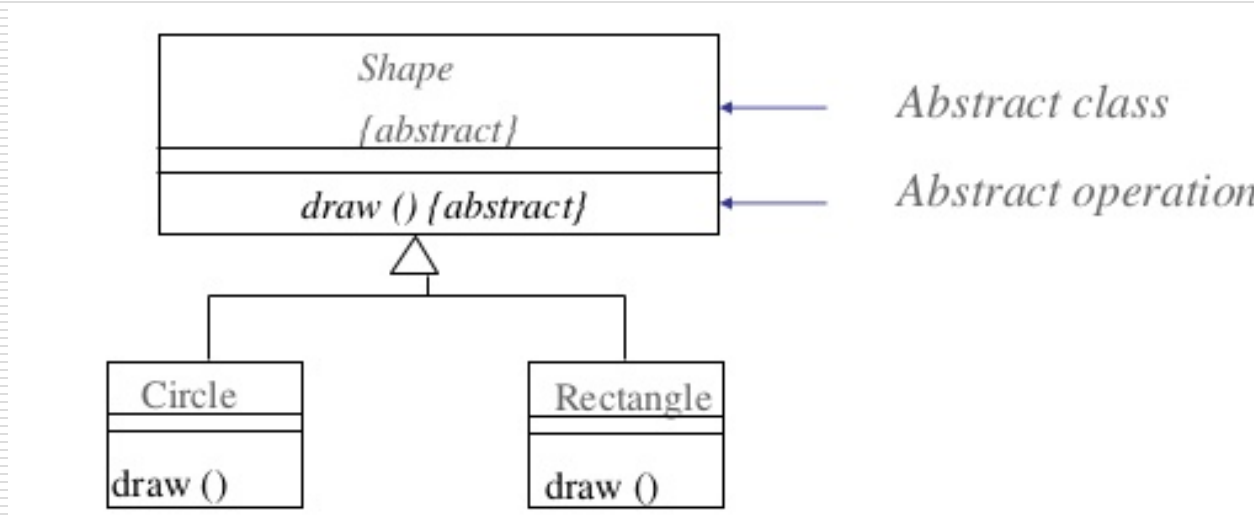 Shape
{abstract}
Abstract class
draw () {abstract}
Abstract operation
Circle
Rectangle
draw ()
draw ()